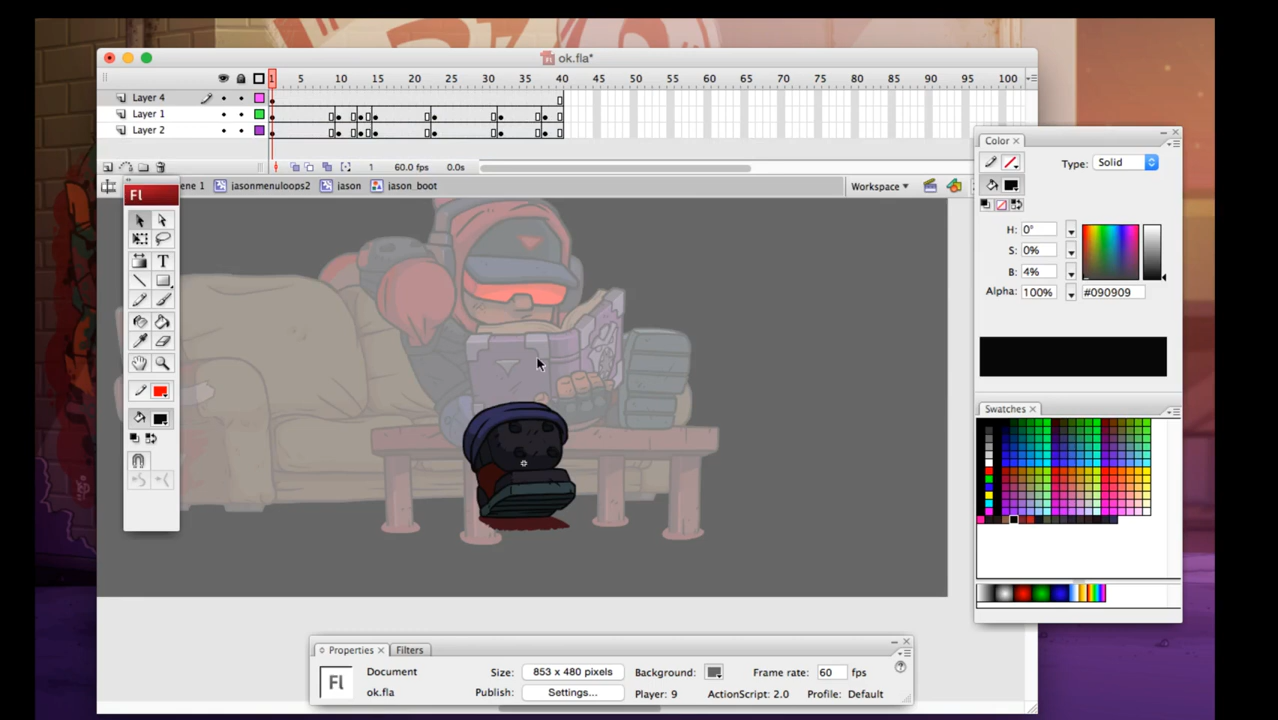 ok.fla*
5 10 15 20 25 30 35 40 45 50 55 60 65 70 75 80 85 90 95 100
Layer 4
Layer 1
Layer 2
1 60.0 fps 0.0s
ene 1 jasonmenuloops2 jason jason_boot Workspace
Fl
T
Color
Type: Solid
H: 0°
S: 0%
B: 4%
Alpha: 100% #090909
Swatches
Properties Filters
Fl
Document
ok.fla
Size: 853 x 480 pixels Background: Frame rate: 60 fps
Publish: Settings... Player: 9 ActionScript: 2.0 Profile: Default